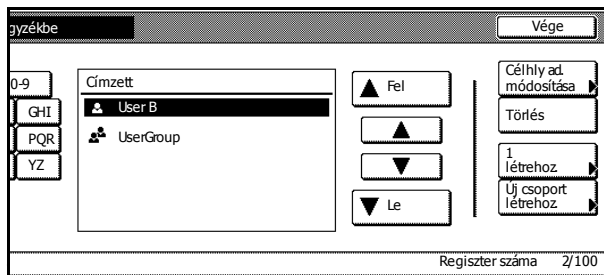 gyzékbe
Vége
0-9
GHI
PQR
YZ
Címzett
User B
UserGroup
Fel
Le
Célhly ad.
módosítása
Törlés
1
létrehoz.
Új csoport
létrehoz.
Regiszter száma 2/100